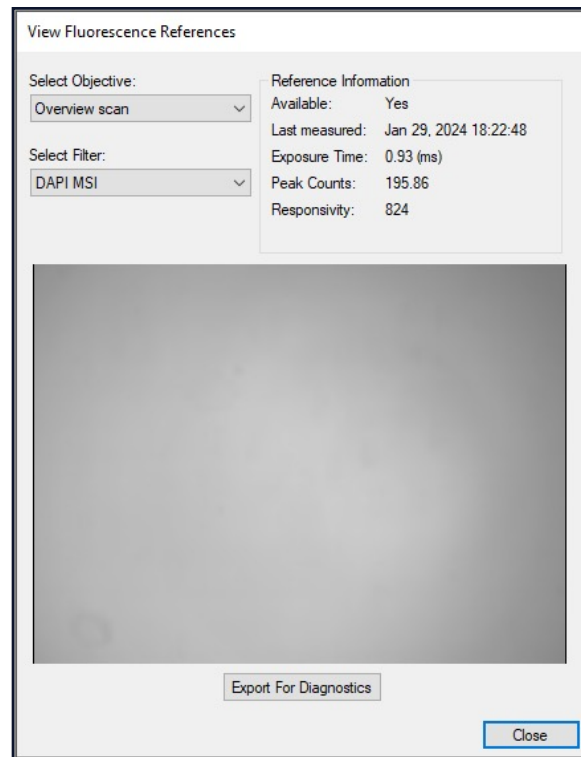 View Fluorescence References
Select Objective:
Overview scan
Select Filter:
DAPI MSI
Reference Information
Available: Yes
Last measured: Jan 29, 2024 18:22:48
Exposure Time: 0.93 (ms)
Peak Counts: 195.86
Responsivity: 824
Export For Diagnostics
Close